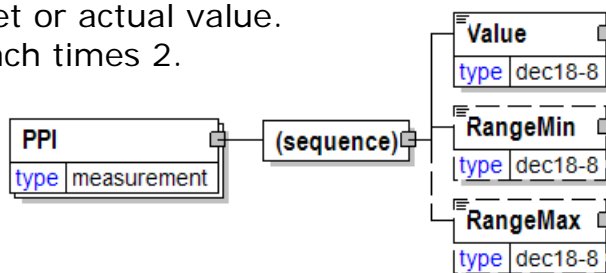 et or actual value.
ach times 2.
PPI
type measurement
(sequence)
Value
type dec18-8
RangeMin
type dec18-8
RangeMax
type dec18-8